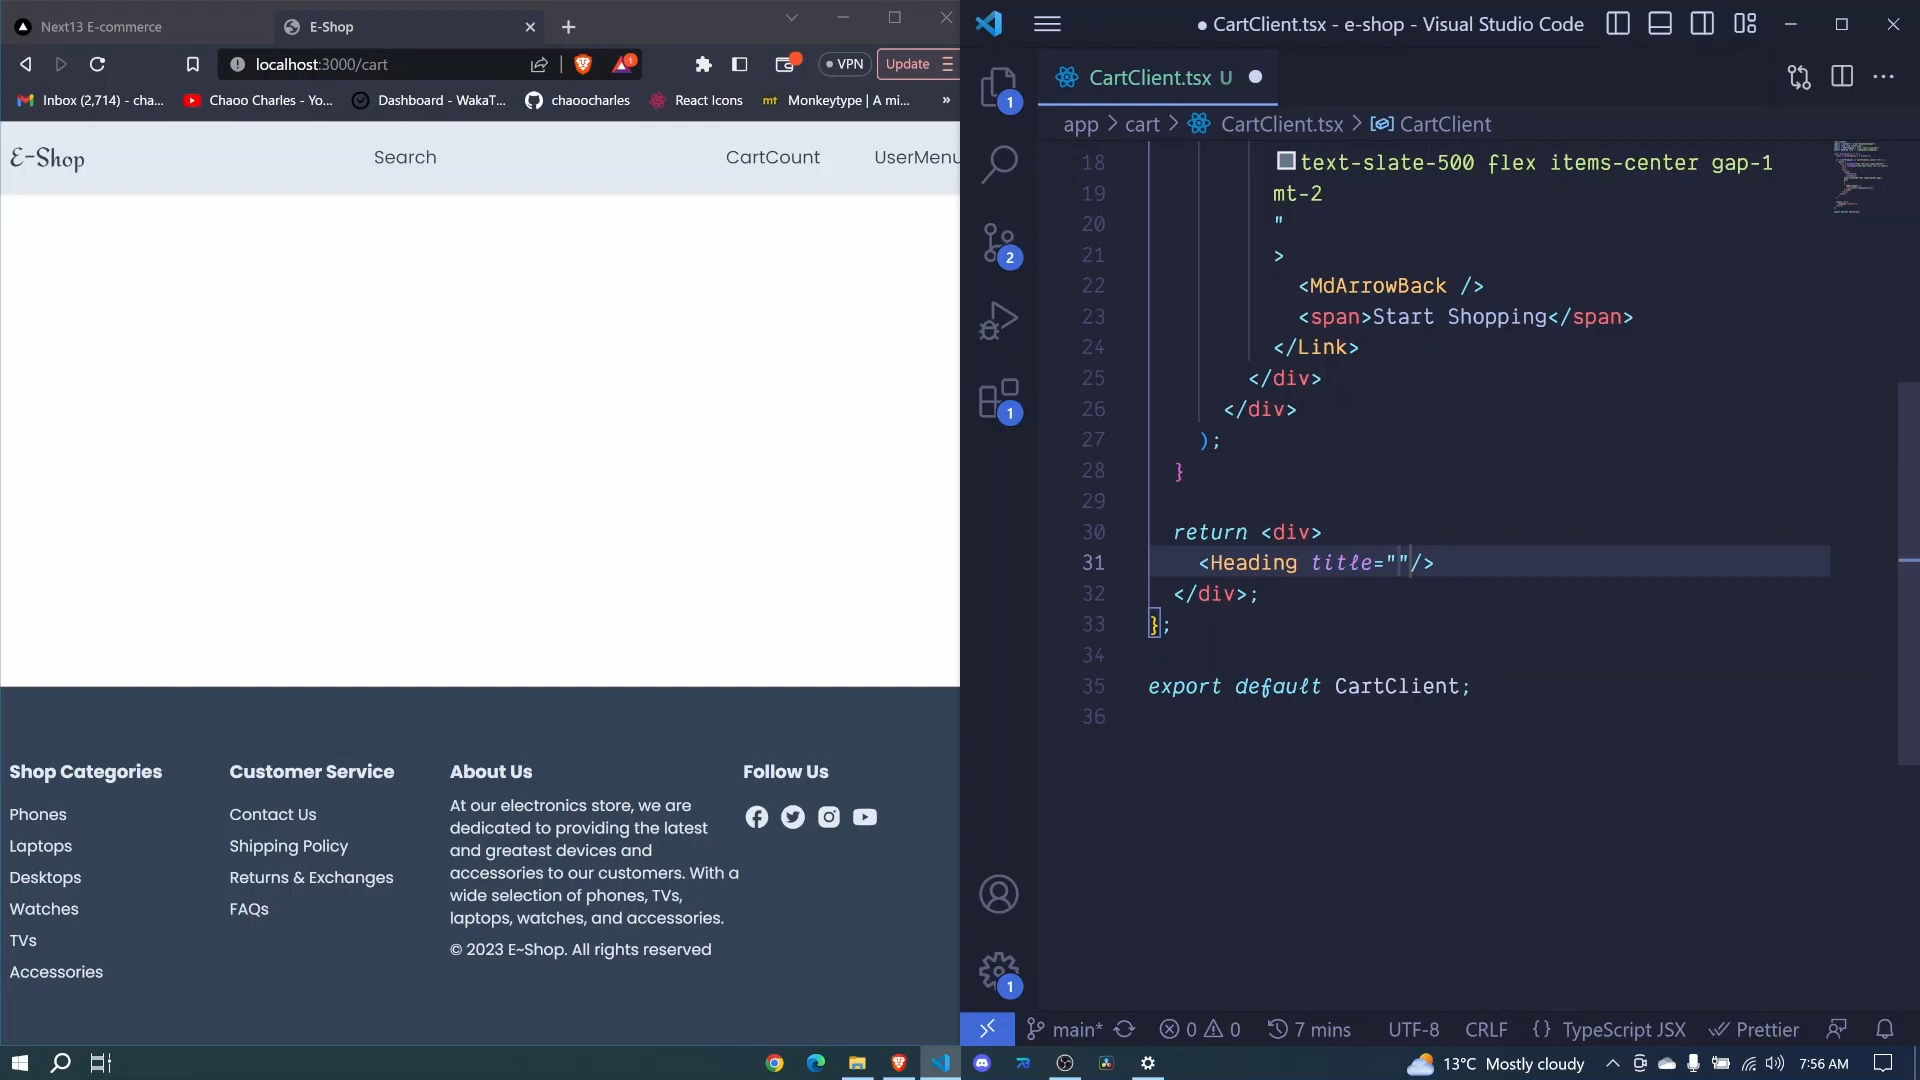 Next13 E-commerce
E-Shop
localhost:3000/cart
1
VPN
Update
Inbox (2,714) - cha...
Chaoo Charles - Yo...
Dashboard - WakaT...
chaoocharles
React Icons
mt
Monkeytype | A mi...
»
E-Shop
Search
CartCount
UserMenu
Shop Categories
Phones
Laptops
Desktops
Watches
TVs
Accessories
Customer Service
Contact Us
Shipping Policy
Returns & Exchanges
FAQs
About Us
At our electronics store, we are
dedicated to providing the latest
and greatest devices and
accessories to our customers. With a
wide selection of phones, TVs,
laptops, watches, and accessories.
© 2023 E~Shop. All rights reserved
Follow Us
● CartClient.tsx - e-shop - Visual Studio Code
CartClient.tsx U
app > cart > CartClient.tsx > CartClient
1
2
1
1
18 text-slate-500 flex items-center gap-1
19 mt-2
20 "
21 >
22 <MdArrowBack />
23 <span>Start Shopping</span>
24 </Link>
25 </div>
26 </div>
27 );
28 }
29
30 return <div>
31 <Heading title=""/>
32 </div>;
33 };
34
35 export default CartClient;
36
main* 0 0 7 mins UTF-8 CRLF {} TypeScript JSX Prettier
13°C Mostly cloudy 7:56 AM